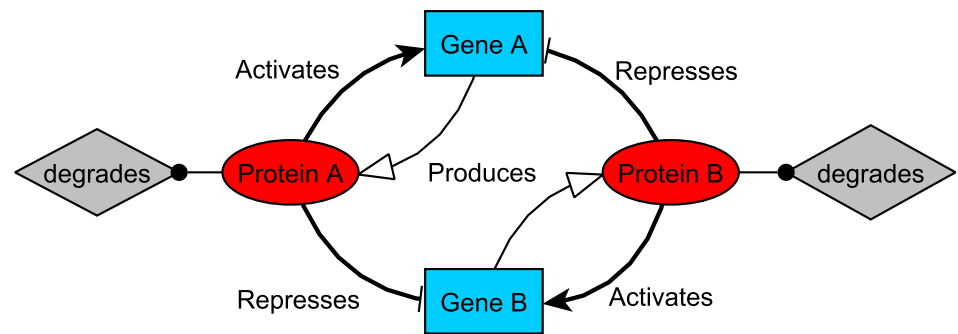 Gene A
Activates
Represses
degrades
Protein A
Produces
Protein B
degrades
Represses
Gene B
Activates